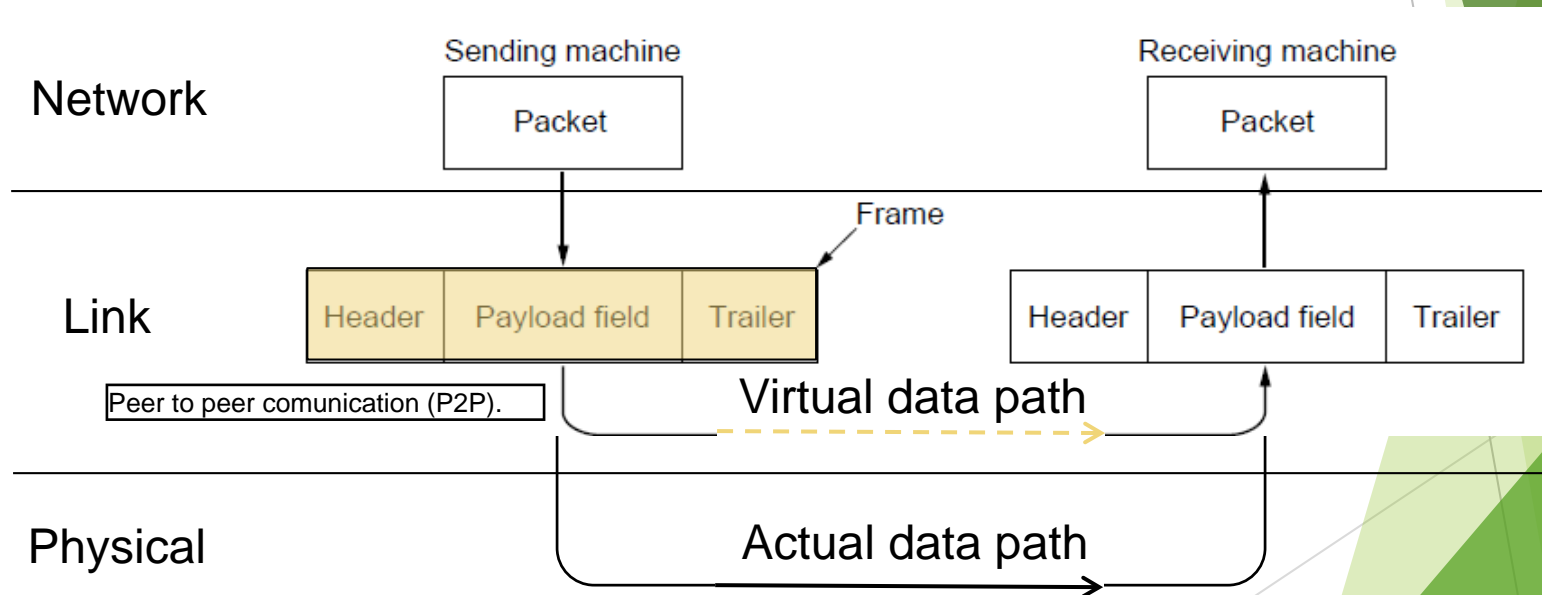 Sending machine
Receiving machine
Network
Packet
Packet
Frame
Link
Header
Payload field
Trailer
Header
Payload field
Trailer
Peer to peer comunication (P2P).
Virtual data path
Physical
Actual data path